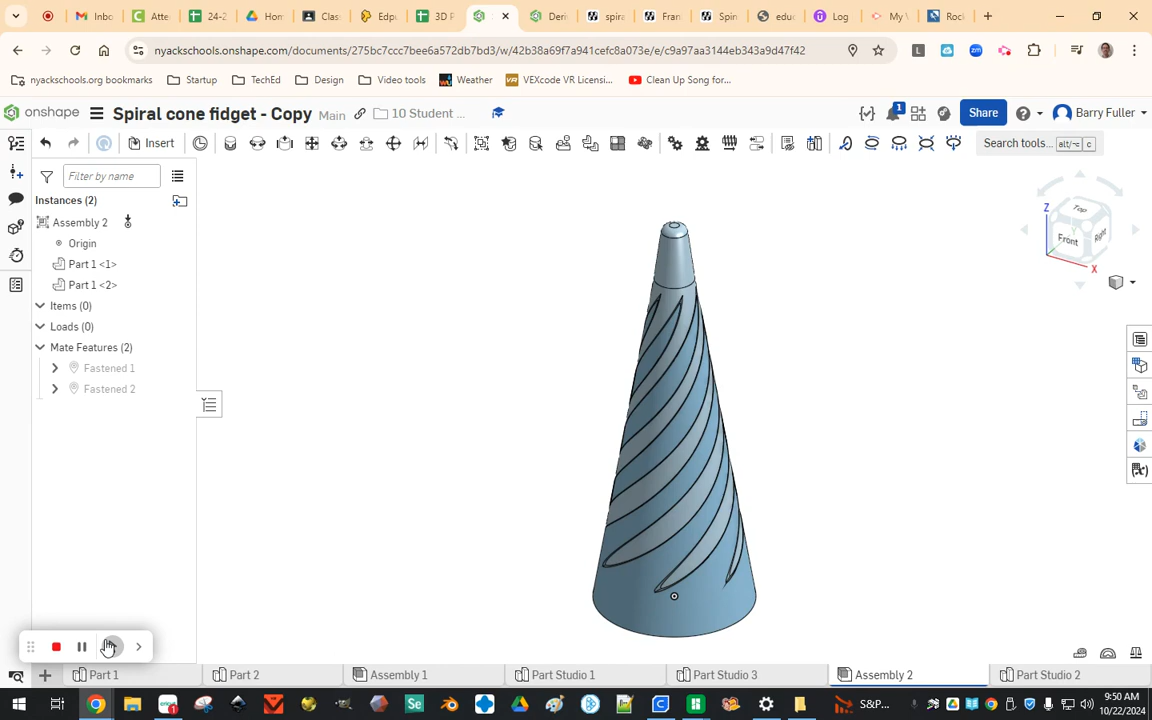 Inbo
Atte
24-2
Hom
Clas
Edpu
3D P
Deri
spira
Fran
Spiri
educ
Log
My V
Rock
nyackschools.onshape.com/documents/275bc7ccc7bee6a572db7bd3/w/42b38a69f7a941cefc8a073e/e/c9a97aa3144eb343a9d47f42
nyackschools.org bookmarks
Startup
TechEd
Design
Video tools
Weather
VEXcode VR Licensi...
Clean Up Song for...
onshape
Spiral cone fidget - Copy
Main
10 Student ...
1
Share
Barry Fuller
Insert
Search tools...
alt/⌥ c
Filter by name
Instances (2)
Assembly 2
Origin
Part 1 <1>
Part 1 <2>
Items (0)
Loads (0)
Mate Features (2)
Fastened 1
Fastened 2
Z
Top
Front
Right
X
Part 1
Part 2
Assembly 1
Part Studio 1
Part Studio 3
Assembly 2
Part Studio 2
S&P...
9:50 AM
10/22/2024